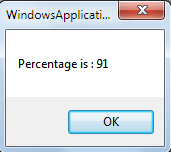 WindowsApplicati...
Percentage is : 91
OK